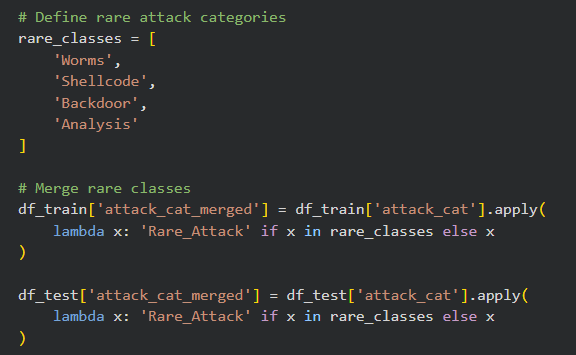 # Define rare attack categories
rare_classes = [
    'Worms',
    'Shellcode',
    'Backdoor',
    'Analysis'
]

# Merge rare classes
df_train['attack_cat_merged'] = df_train['attack_cat'].apply(
    lambda x: 'Rare_Attack' if x in rare_classes else x
)

df_test['attack_cat_merged'] = df_test['attack_cat'].apply(
    lambda x: 'Rare_Attack' if x in rare_classes else x
)